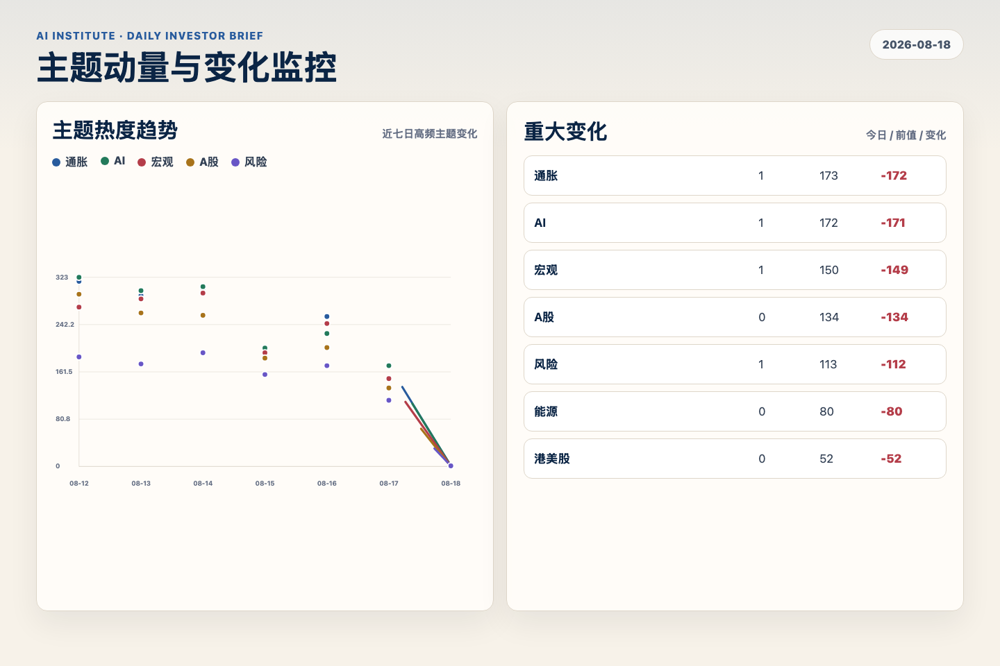 AI INSTITUTE · DAILY INVESTOR BRIEF
主题动量与变化监控
2026-08-18
主题热度趋势
近七日高频主题变化
通胀 AI 宏观 A股 风险
323
242.2
161.5
80.8
0
08-12 08-13 08-14 08-15 08-16 08-17 08-18
重大变化
今日 / 前值 / 变化
通胀 1 173 -172
AI 1 172 -171
宏观 1 150 -149
A股 0 134 -134
风险 1 113 -112
能源 0 80 -80
港美股 0 52 -52